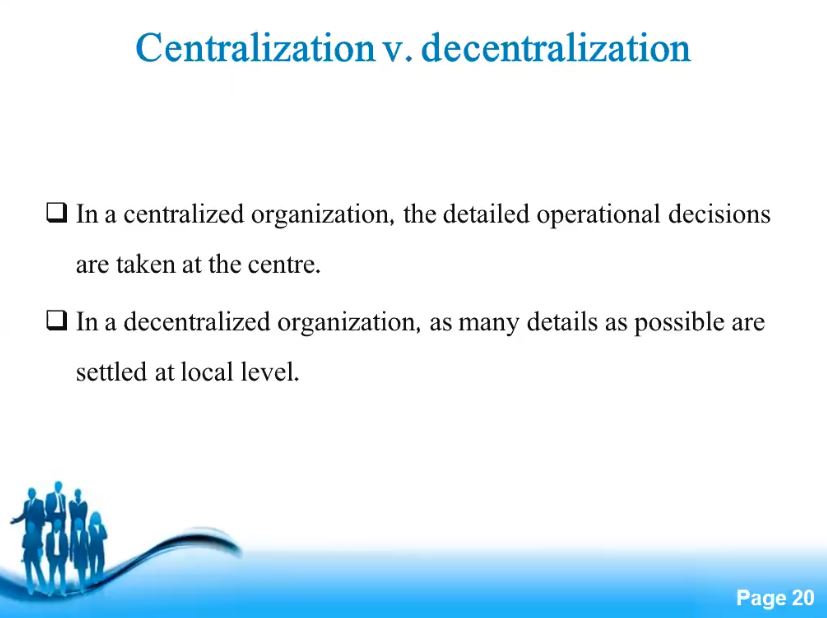 Centralization v. decentralization
❑ In a centralized organization, the detailed operational decisions
are taken at the centre.
❑ In a decentralized organization, as many details as possible are
settled at local level.
Page 20